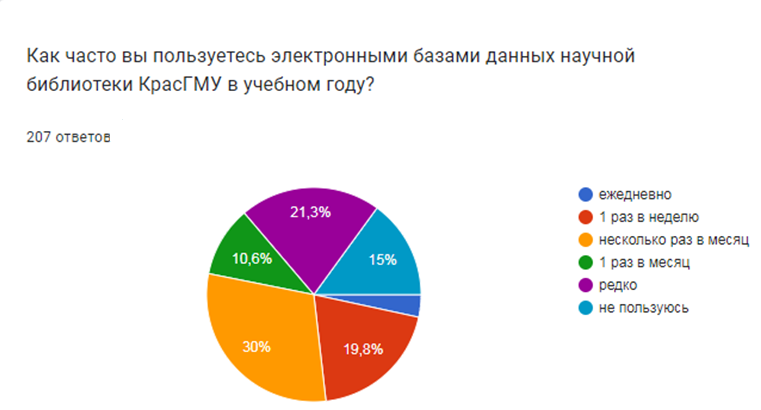 Как часто вы пользуетесь электронными базами данных научной
библиотеки КрасГМУ в учебном году?
207 ответов
21,3%
10,6%
15%
30%
19,8%
ежедневно
1 раз в неделю
несколько раз в месяц
1 раз в месяц
редко
не пользуюсь